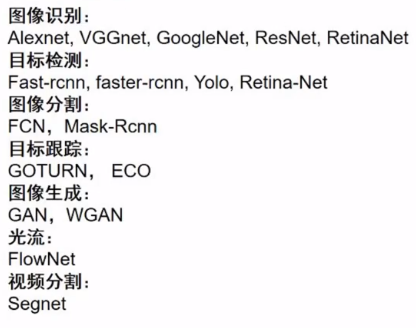 图像识别：
Alexnet, VGGnet, GoogleNet, ResNet, RetinaNet
目标检测：
Fast-rcnn, faster-rcnn, Yolo, Retina-Net
图像分割：
FCN，Mask-Rcnn
目标跟踪：
GOTURN， ECO
图像生成：
GAN，WGAN
光流：
FlowNet
视频分割：
Segnet